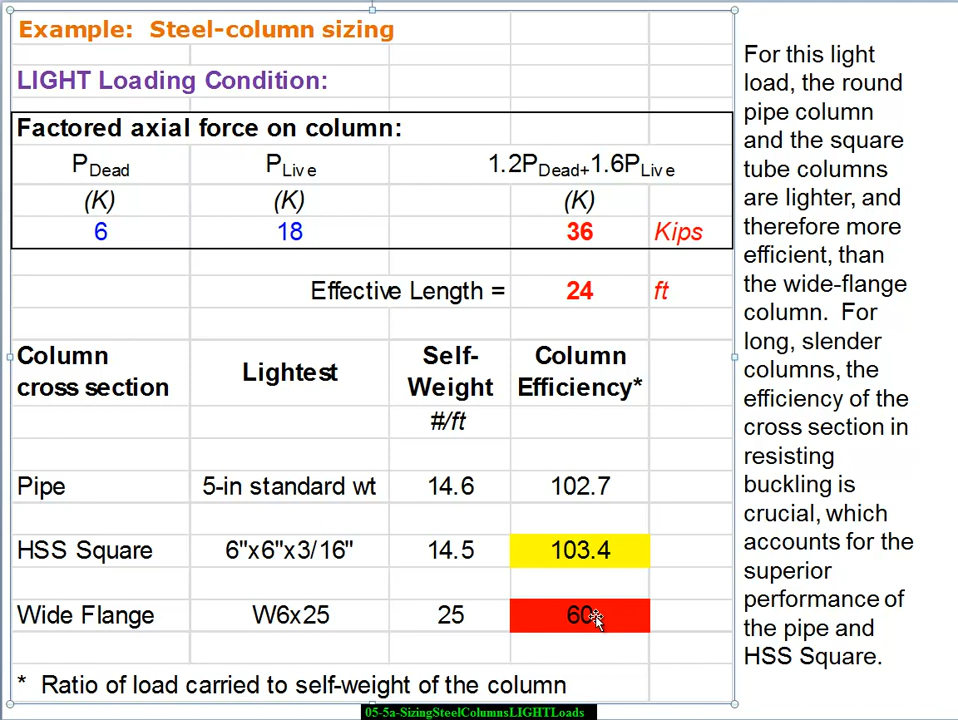 Example: Steel-column sizing
LIGHT Loading Condition:
Factored axial force on column:
PDead PLive 1.2PDead+1.6PLive
(K) (K) (K)
6 18 36 Kips
Effective Length = 24 ft
Column cross section Lightest Self-Weight Column Efficiency*
#/ft
Pipe 5-in standard wt 14.6 102.7
HSS Square 6"x6"x3/16" 14.5 103.4
Wide Flange W6x25 25 60
* Ratio of load carried to self-weight of the column
For this light
load, the round
pipe column
and the square
tube columns
are lighter, and
therefore more
efficient, than
the wide-flange
column. For
long, slender
columns, the
efficiency of the
cross section in
resisting
buckling is
crucial, which
accounts for the
superior
performance of
the pipe and
HSS Square.
05-5a-SizingSteelColumnsLIGHTLoads